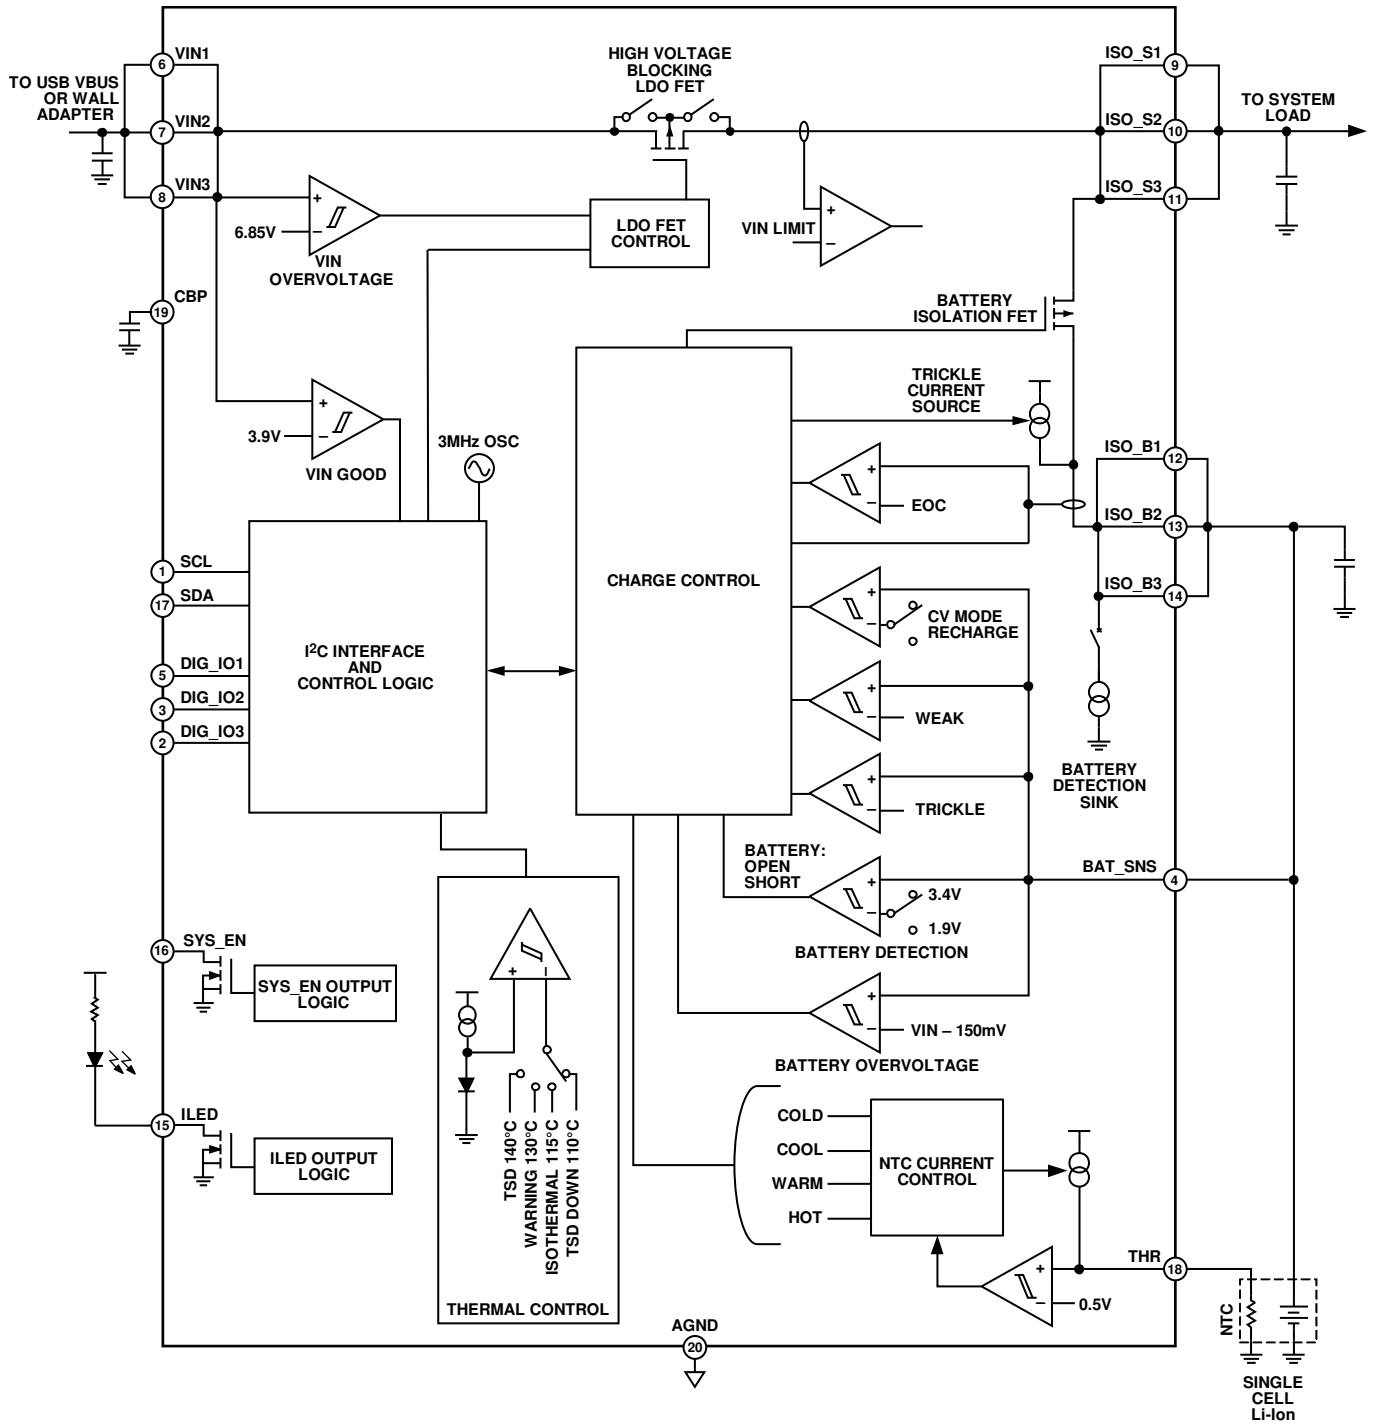 TO USB VBUS
OR WALL
ADAPTER
6
VIN1
7
VIN2
8
VIN3
HIGH VOLTAGE
BLOCKING
LDO FET
ISO_S1
9
ISO_S2
10
ISO_S3
11
TO SYSTEM
LOAD
+
6.85V
–
VIN
OVERVOLTAGE
LDO FET
CONTROL
VIN LIMIT
+
–
CBP
19
BATTERY
ISOLATION FET
+
3.9V
–
VIN GOOD
3MHz OSC
TRICKLE
CURRENT
SOURCE
+
–
EOC
ISO_B1
12
ISO_B2
13
ISO_B3
14
SCL
1
SDA
17
DIG_IO1
5
DIG_IO2
3
DIG_IO3
2
I2C INTERFACE
AND
CONTROL LOGIC
CHARGE CONTROL
+
–
CV MODE
RECHARGE
+
–
WEAK
+
–
TRICKLE
BATTERY
DETECTION
SINK
BATTERY:
OPEN
SHORT
+
–
3.4V
1.9V
BATTERY DETECTION
BAT_SNS
4
+
–
VIN – 150mV
BATTERY OVERVOLTAGE
SYS_EN
16
SYS_EN OUTPUT
LOGIC
ILED
15
ILED OUTPUT
LOGIC
+
–
TSD 140°C
WARNING 130°C
ISOTHERMAL 115°C
TSD DOWN 110°C
THERMAL CONTROL
COLD
COOL
WARM
HOT
NTC CURRENT
CONTROL
+
–
0.5V
THR
18
NTC
SINGLE
CELL
Li-Ion
AGND
20